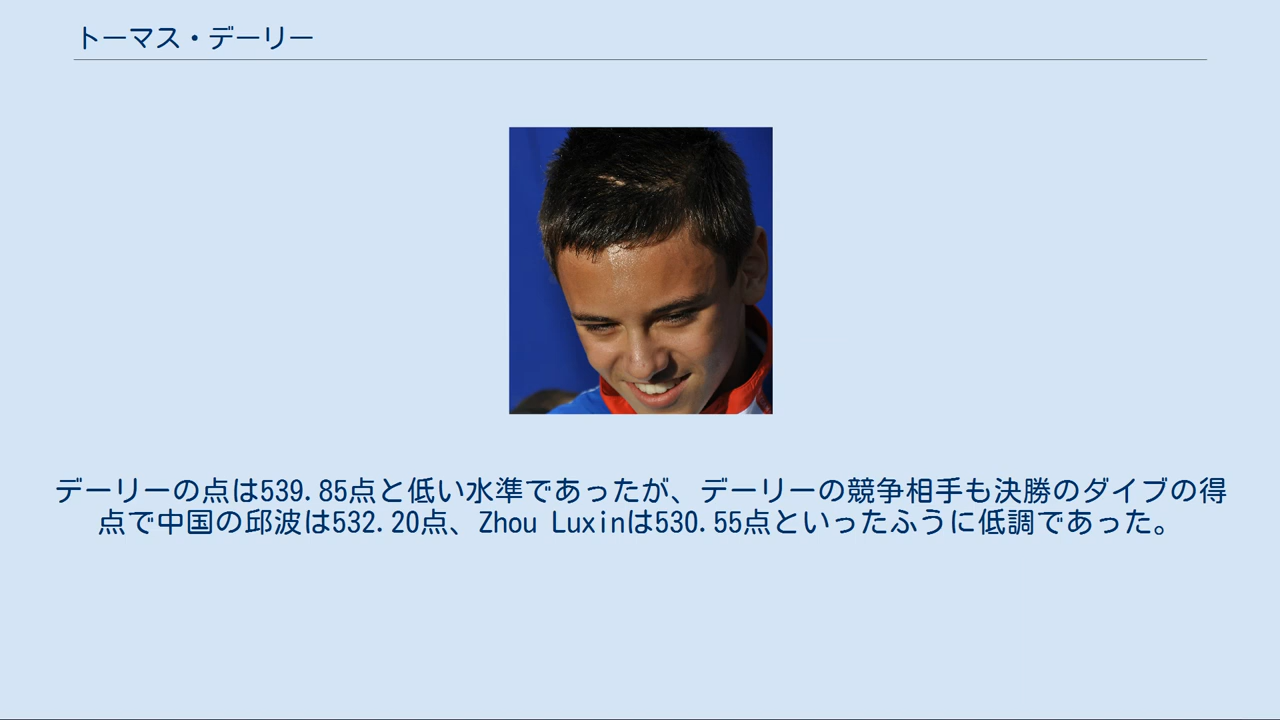 トーマス・デーリー
デーリーの点は539.85点と低い水準であったが、デーリーの競争相手も決勝のダイブの得
点で中国の邱波は532.20点、Zhou Luxinは530.55点といったふうに低調であった。